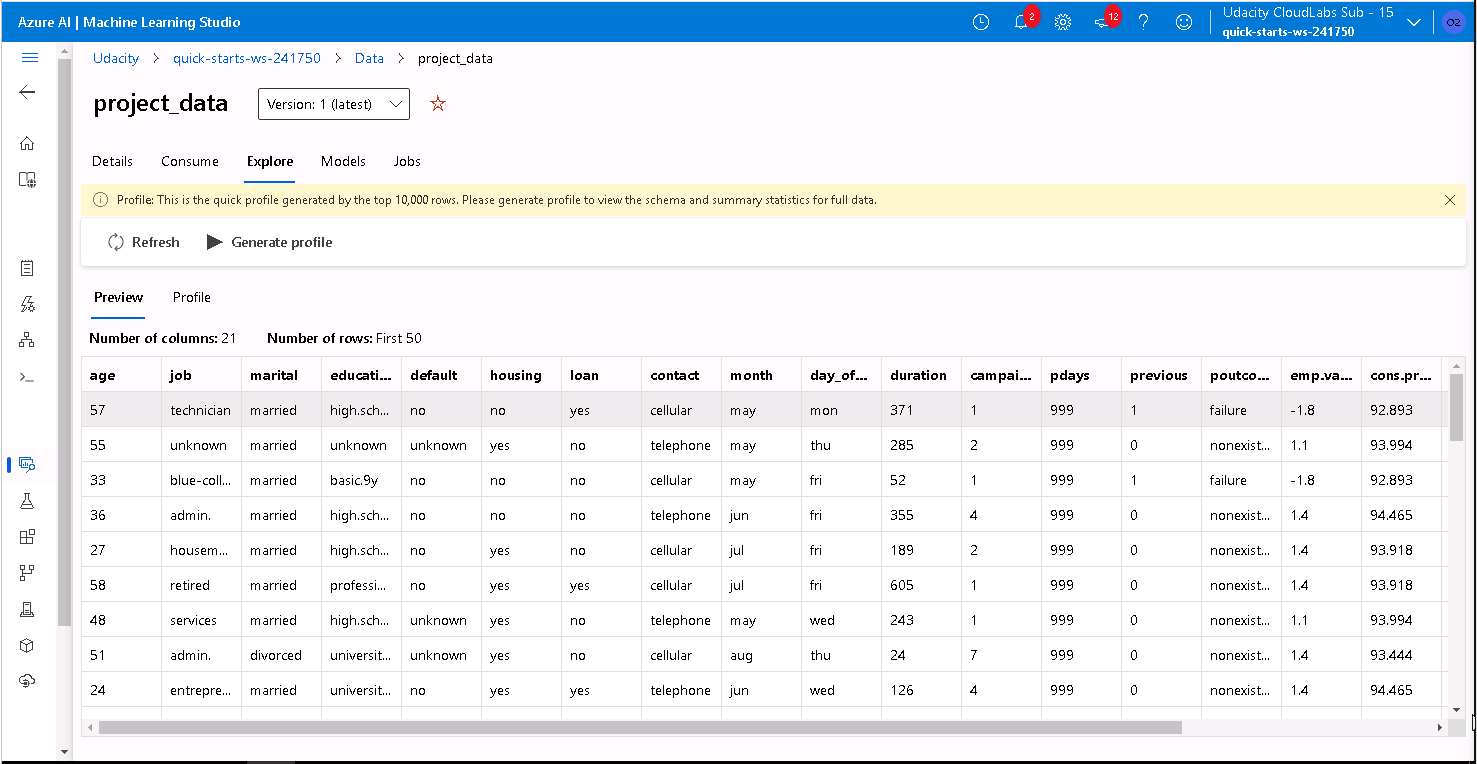 Azure AI | Machine Learning Studio
2
12
Udacity CloudLabs Sub - 15
quick-starts-ws-241750
O2
Udacity > quick-starts-ws-241750 > Data > project_data
project_data Version: 1 (latest)
Details Consume Explore Models Jobs
Profile: This is the quick profile generated by the top 10,000 rows. Please generate profile to view the schema and summary statistics for full data.
Refresh Generate profile
Preview Profile
Number of columns: 21 Number of rows: First 50
age job marital educati... default housing loan contact month day_of... duration campai... pdays previous poutco... emp.va... cons.pr...
57 technician married high.sch... no no yes cellular may mon 371 1 999 1 failure -1.8 92.893
55 unknown married unknown unknown yes no telephone may thu 285 2 999 0 nonexist... 1.1 93.994
33 blue-coll... married basic.9y no no no cellular may fri 52 1 999 1 failure -1.8 92.893
36 admin. married high.sch... no no no telephone jun fri 355 4 999 0 nonexist... 1.4 94.465
27 housem... married high.sch... no yes no cellular jul fri 189 2 999 0 nonexist... 1.4 93.918
58 retired married professi... no yes yes cellular jul fri 605 1 999 0 nonexist... 1.4 93.918
48 services married high.sch... unknown yes no telephone may wed 243 1 999 0 nonexist... 1.1 93.994
51 admin. divorced universit... unknown yes no cellular aug thu 24 7 999 0 nonexist... 1.4 93.444
24 entrepre... married universit... no yes yes telephone jun wed 126 4 999 0 nonexist... 1.4 94.465